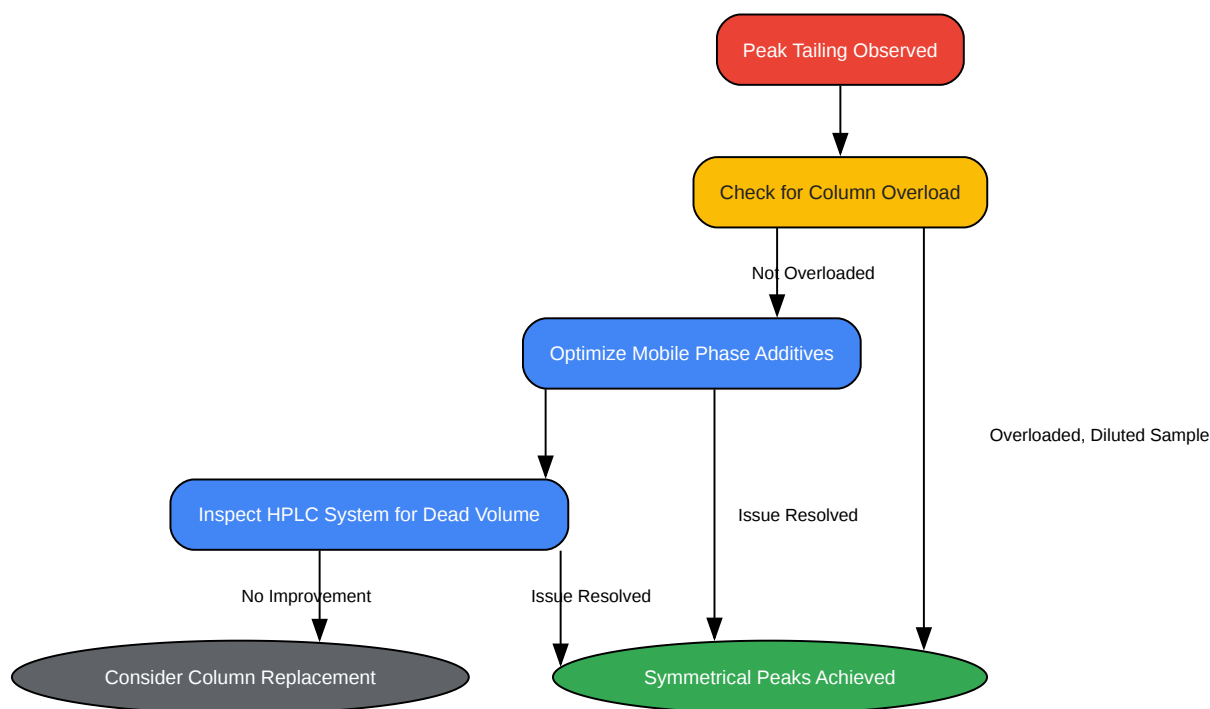 Peak Tailing Observed
Check for Column Overload
Not Overloaded
Optimize Mobile Phase Additives
Overloaded, Diluted Sample
Inspect HPLC System for Dead Volume
Issue Resolved
No Improvement
Issue Resolved
Consider Column Replacement
Symmetrical Peaks Achieved